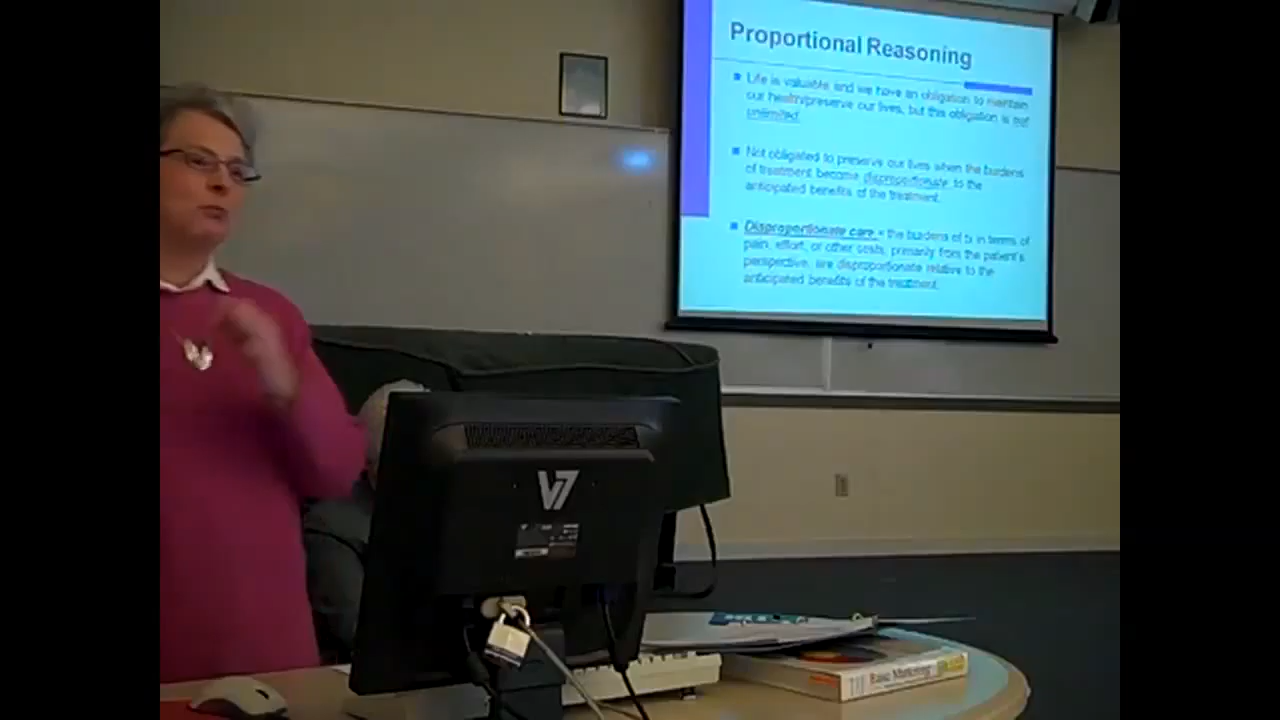 Proportional Reasoning
Life is valuable and we have an obligation to maintain
our health/preserve our lives, but this obligation is not
unlimited.
Not obligated to preserve our lives when the burdens
of treatment become disproportionate to the
anticipated benefits of the treatment.
Disproportionate care = the burdens of tx in terms of
pain, effort, or other costs, primarily from the patient's
perspective, are disproportionate relative to the
anticipated benefits of the treatment.
V7
Basic Marketing